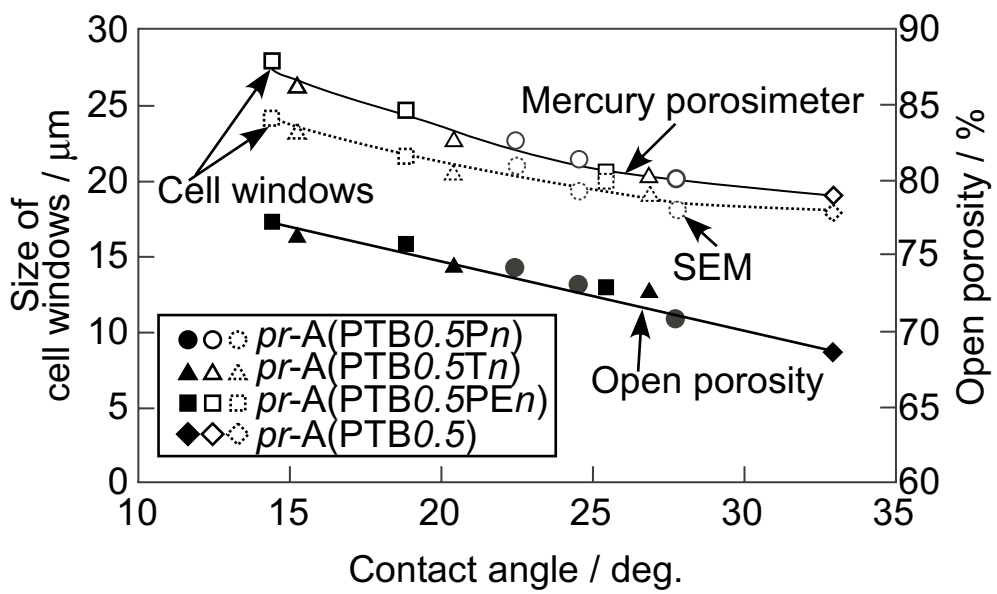 Size of
cell windows / μm
30
25
20
15
10
5
0
90
85
80
75
70
65
60
Open porosity / %
Mercury porosimeter
Cell windows
SEM
pr-A(PTB0.5Pn)
pr-A(PTB0.5Tn)
pr-A(PTB0.5PEn)
pr-A(PTB0.5)
Open porosity
10 15 20 25 30 35
Contact angle / deg.